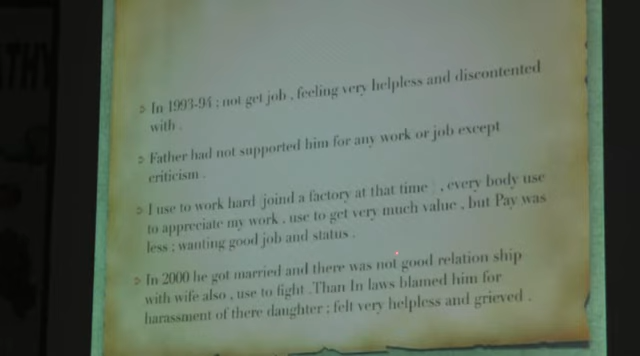 THY
In 1993-94 ; not get job , feeling very helpless and discontented
with .
Father had not supported him for any work or job except
criticism .
I use to work hard joind a factory at that time , every body use
to appreciate my work , use to get very much value , but Pay was
less ; wanting good job and status .
In 2000 he got married and there was not good relation ship
with wife also , use to fight .Than In laws blamed him for
harassment of there daughter ; felt very helpless and grieved .